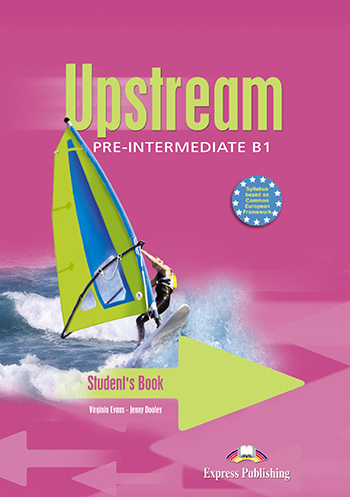 Upstream
PRE-INTERMEDIATE B1
Syllabus
based on
Common
European
Framework
Student's Book
Virginia Evans - Jenny Dooley
Express Publishing